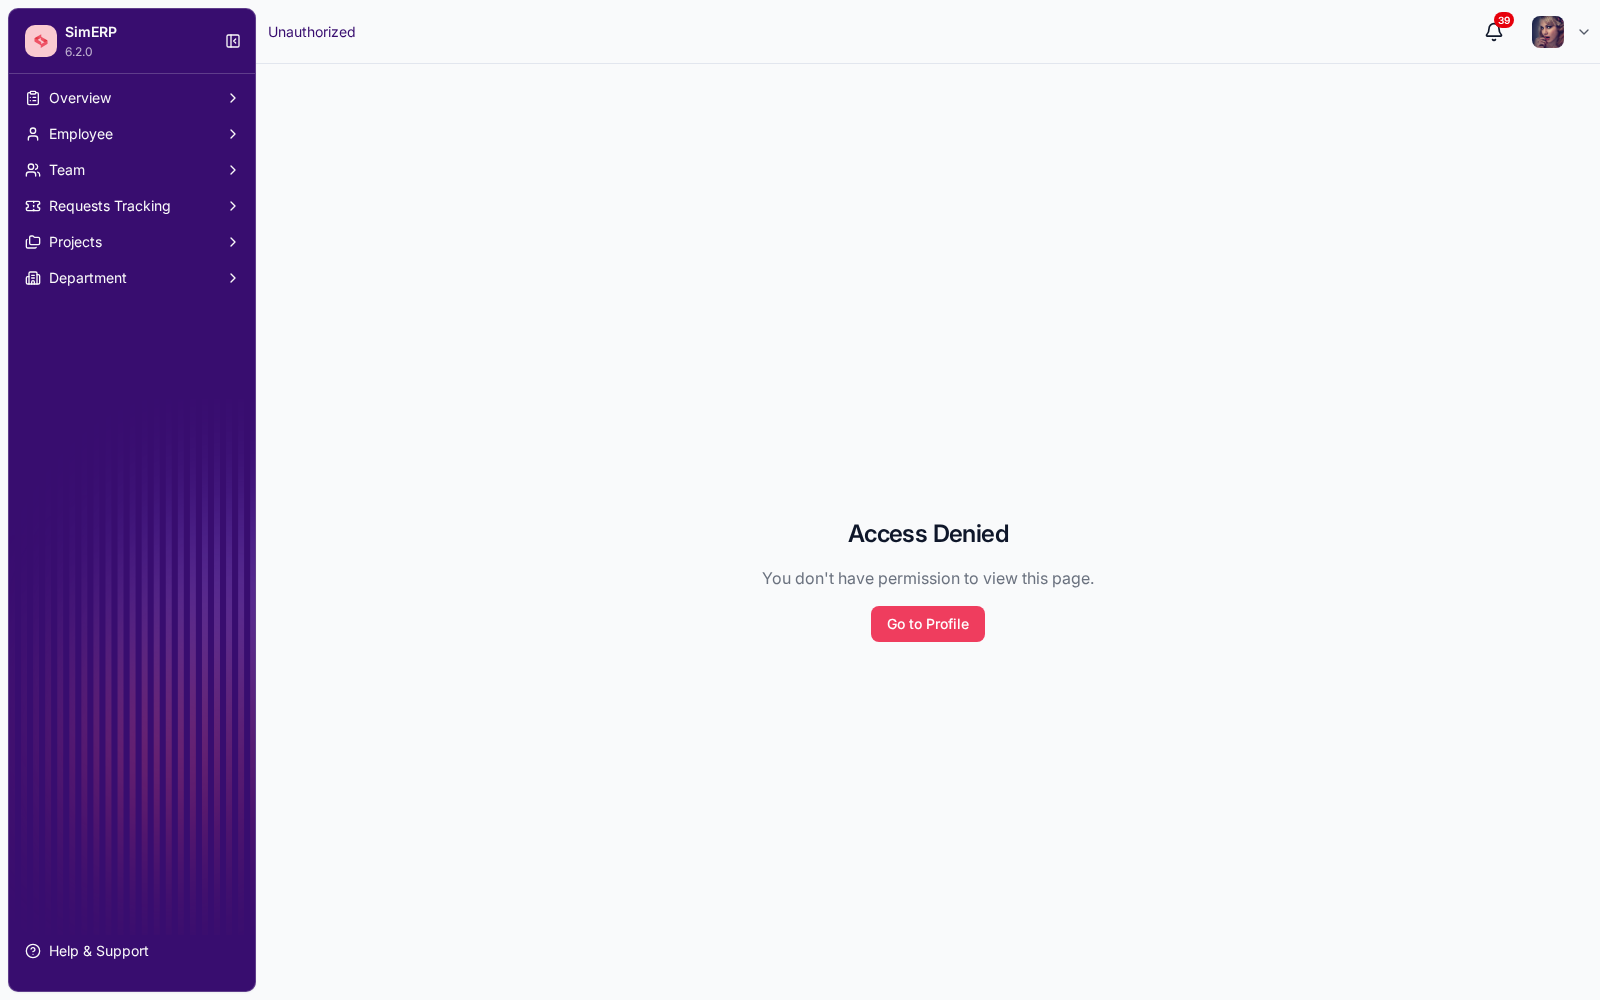 SimERP
6.2.0
Overview
Employee
Team
Requests Tracking
Projects
Department
Help & Support
Unauthorized
39
Access Denied
You don't have permission to view this page.
Go to Profile